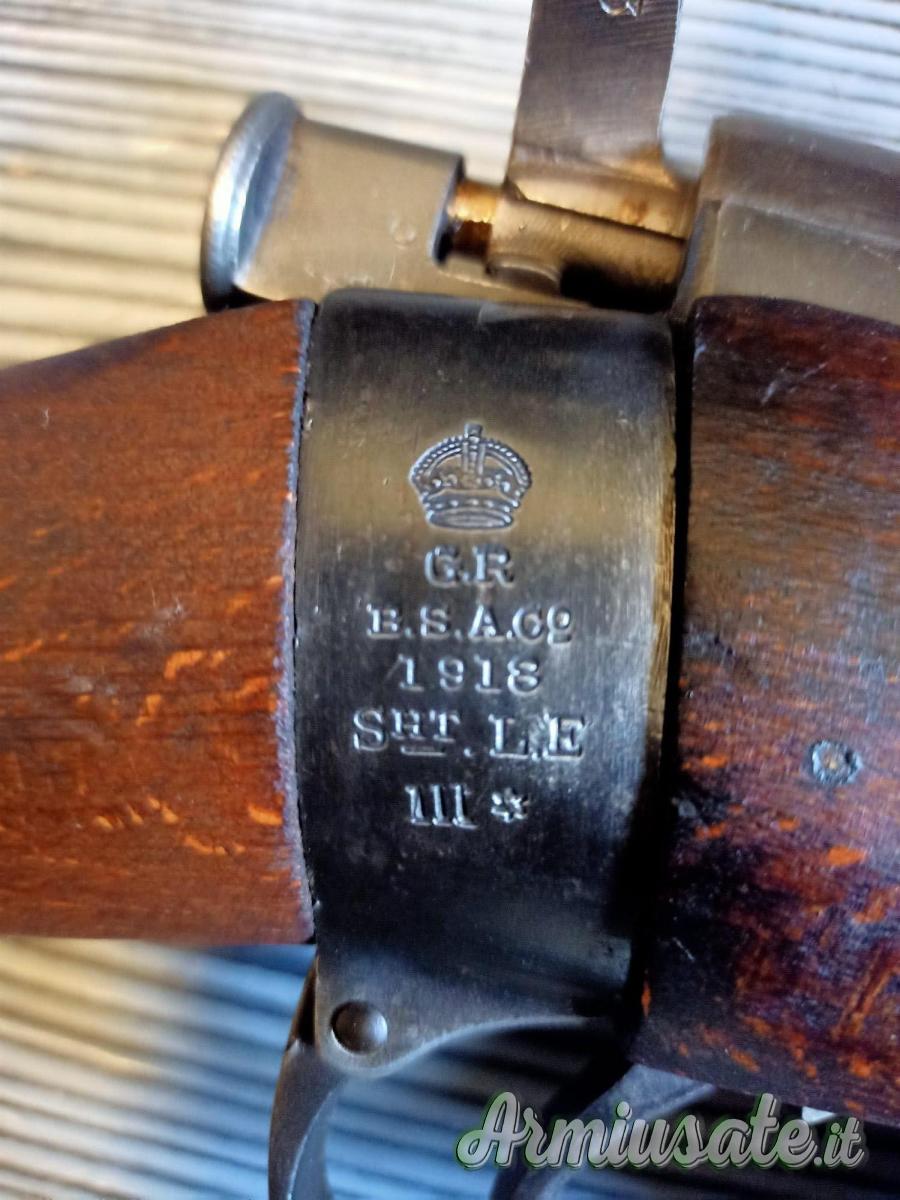 G.R
B.S.A.Cº
1918
SHT. L.E
III *
Armiusate.it